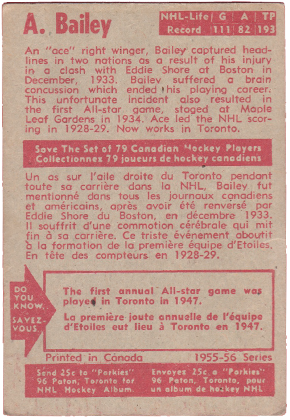 A. Bailey
NHL-Life G A TP
Record 111 82 193
An "ace" right winger, Bailey captured head-
lines in two nations as a result of his injury
in a clash with Eddie Shore at Boston in
December, 1933. Bailey suffered a brain
concussion which ended his playing career.
This unfortunate incident also resulted in
the first All-star game, staged at Maple
Leaf Gardens in 1934. Ace led the NHL scor-
ing in 1928-29. Now works in Toronto.
Save The Set of 79 Canadian Hockey Players
Collectionnes 79 joueurs de hockey canadiens
Un as sur l'aile droite du Toronto pendant
toute sa carrière dans la NHL, Bailey fut
mentionné dans tous les journaux canadiens
et américains, après avoir été renversé par
Eddie Shore du Boston, en décembre 1933.
Il souffrit d'une commotion cérébrale qui mit
fin à sa carrière. Ce triste événement aboutit
à la formation de la première équipe d'Etoiles.
En tête des compteurs en 1928-29.
DO
YOU
KNOW..
SAVEZ-
VOUS..
The first annual All-star game was
played in Toronto in 1947.
La première joute annuelle de l'équipe
d'Etoiles eut lieu à Toronto en 1947.
Printed in Canada 1955-56 Series
Send 25c to "Parkies"
96 Paton, Toronto for
NHL Hockey Album.
Envoyez 25c a "Parkies"
96 Paton, Toronto, pour
un album de hockey NHL